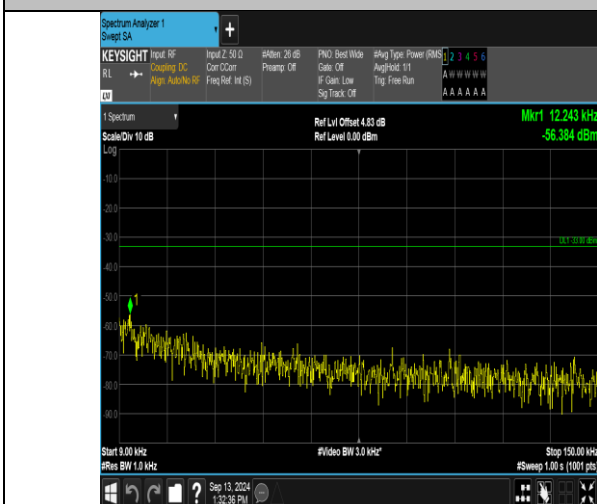 Spectrum Analyzer 1
Swept SA
+
KEYSIGHT Input: RF Input Z: 50 Ω #Atten: 26 dB PNO: Best Wide #Avg Type: Power (RMS 1 2 3 4 5 6
RL Coupling: DC Corr CCorr Preamp: Off Gate: Off Avg|Hold: 1/1 A W W W W W
Align: Auto/No RF Freq Ref: Int (S) IF Gain: Low Trig: Free Run
Sig Track: Off A A A A A A
1 Spectrum Ref Lvl Offset 4.83 dB Mkr1 12.243 kHz
Scale/Div 10 dB Ref Level 0.00 dBm -56.384 dBm
Log
-10.0
-20.0
-30.0
DL1 -33.00 dBm
-40.0
-50.0
1
-60.0
-70.0
-80.0
-90.0
Start 9.00 kHz #Video BW 3.0 kHz* Stop 150.00 kHz
#Res BW 1.0 kHz #Sweep 1.00 s (1001 pts)
? Sep 13, 2024
1:32:36 PM